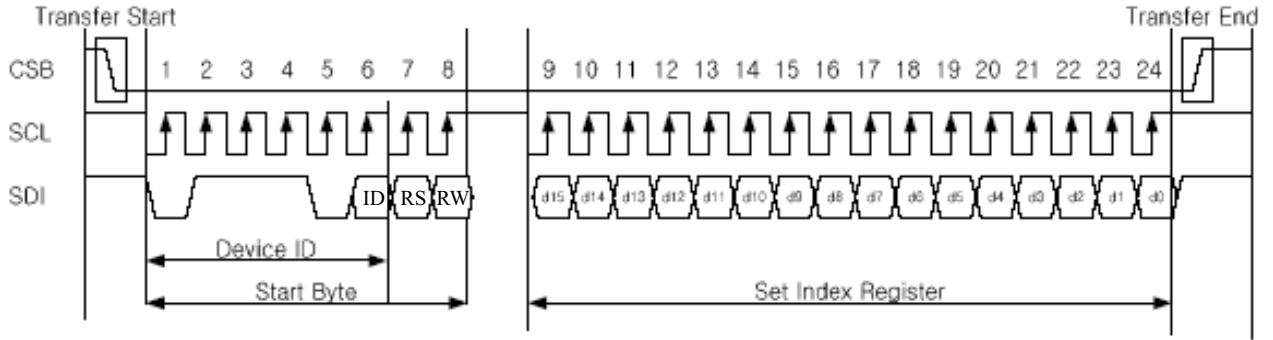 Transfer Start Transfer End
CSB 1 2 3 4 5 6 7 8 9 10 11 12 13 14 15 16 17 18 19 20 21 22 23 24
SCL
SDI ID RS RW d15 d14 d13 d12 d11 d10 d9 d8 d7 d6 d5 d4 d3 d2 d1 d0
Device ID
Start Byte Set Index Register